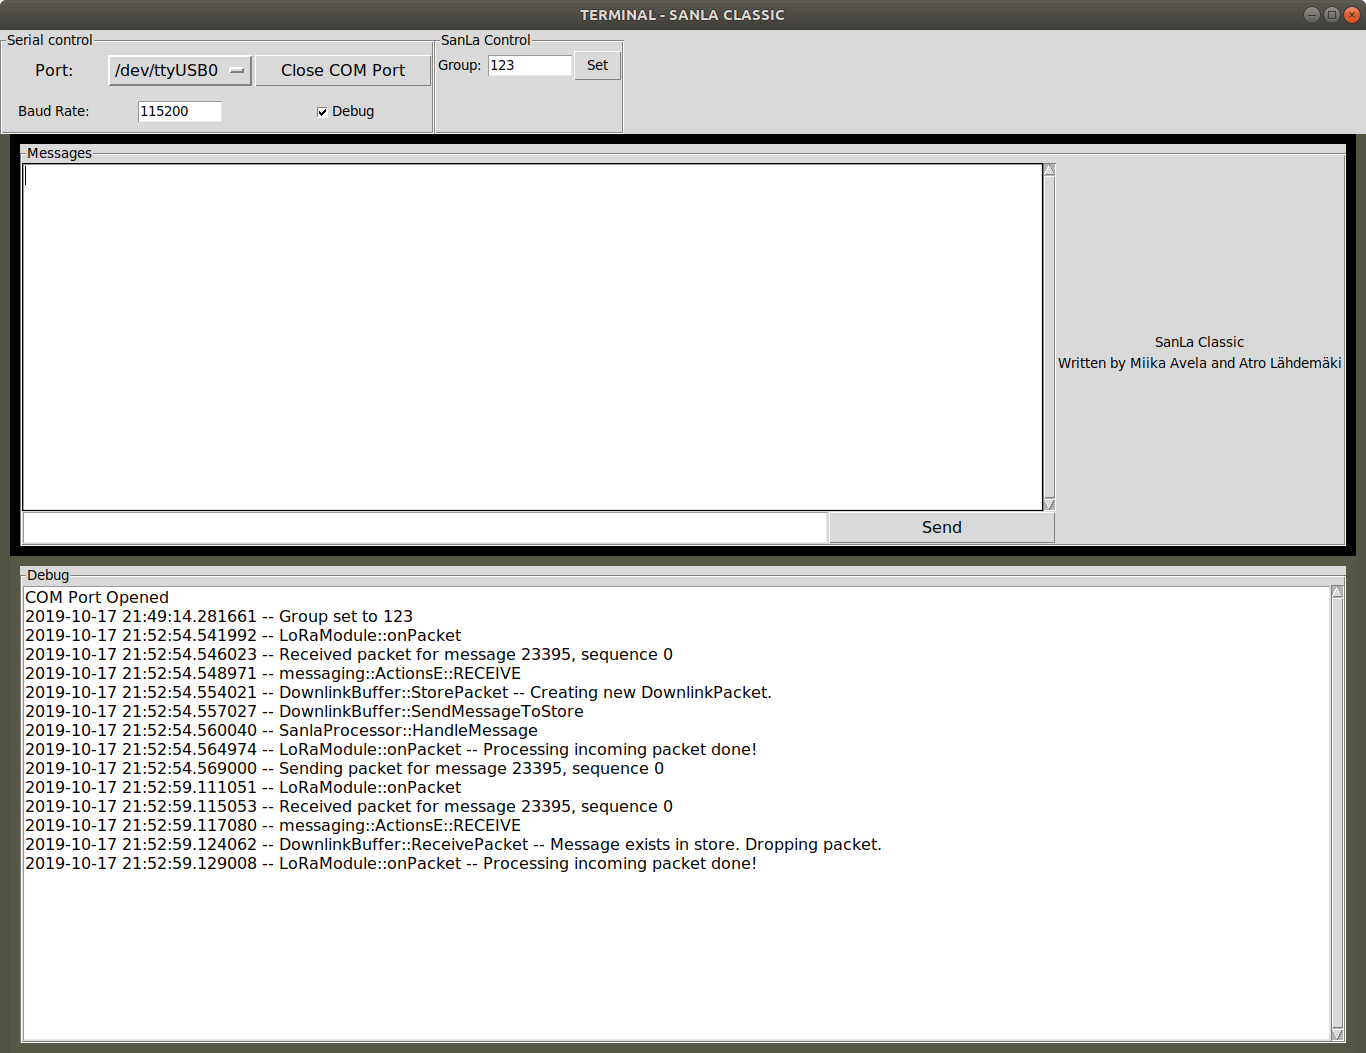 TERMINAL - SANLA CLASSIC
Serial control
SanLa Control
Port: /dev/ttyUSB0 Close COM Port
Group: 123 Set
Baud Rate: 115200 Debug
Messages
SanLa Classic
Written by Miika Avela and Atro Lähdemäki
Send
Debug
COM Port Opened
2019-10-17 21:49:14.281661 -- Group set to 123
2019-10-17 21:52:54.541992 -- LoRaModule::onPacket
2019-10-17 21:52:54.546023 -- Received packet for message 23395, sequence 0
2019-10-17 21:52:54.548971 -- messaging::ActionsE::RECEIVE
2019-10-17 21:52:54.554021 -- DownlinkBuffer::StorePacket -- Creating new DownlinkPacket.
2019-10-17 21:52:54.557027 -- DownlinkBuffer::SendMessageToStore
2019-10-17 21:52:54.560040 -- SanlaProcessor::HandleMessage
2019-10-17 21:52:54.564974 -- LoRaModule::onPacket -- Processing incoming packet done!
2019-10-17 21:52:54.569000 -- Sending packet for message 23395, sequence 0
2019-10-17 21:52:59.111051 -- LoRaModule::onPacket
2019-10-17 21:52:59.115053 -- Received packet for message 23395, sequence 0
2019-10-17 21:52:59.117080 -- messaging::ActionsE::RECEIVE
2019-10-17 21:52:59.124062 -- DownlinkBuffer::ReceivePacket -- Message exists in store. Dropping packet.
2019-10-17 21:52:59.129008 -- LoRaModule::onPacket -- Processing incoming packet done!